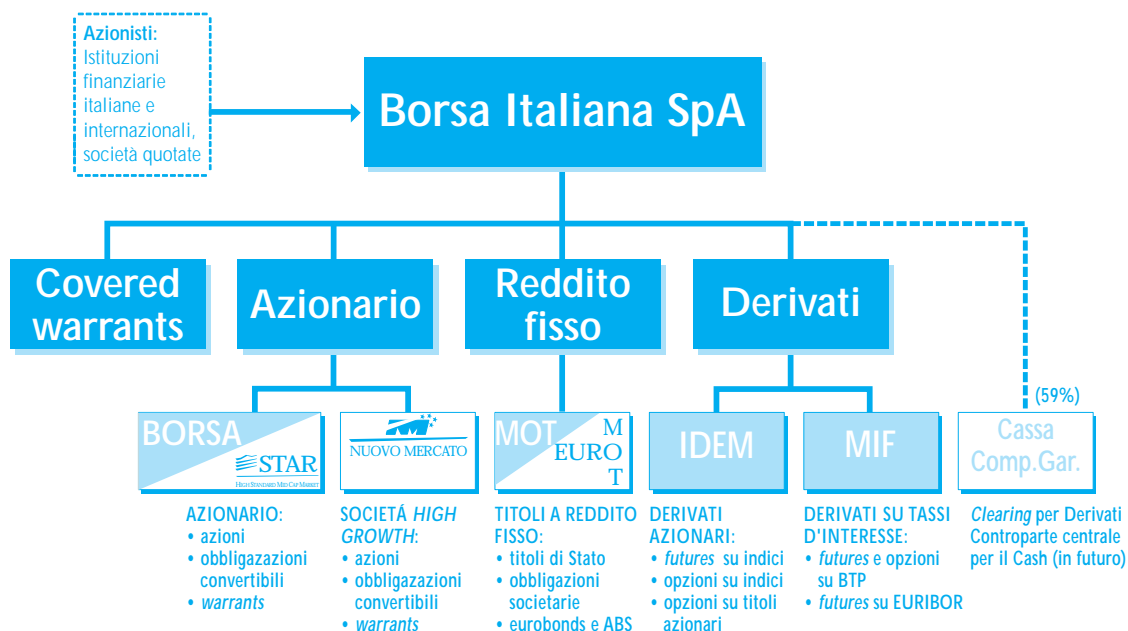 Azionisti:
Istituzioni
finanziarie
italiane e
internazionali,
società quotate
Borsa Italiana SpA
Covered
warrants
Azionario
Reddito
fisso
Derivati
(59%)
BORSA
STAR
HIGH STANDARD MID CAP MARKET
NUOVO MERCATO
MOT
M
EURO
T
IDEM
MIF
Cassa
Comp.Gar.
AZIONARIO:
• azioni
• obbligazioni
convertibili
• warrants
SOCIETÁ HIGH
GROWTH:
• azioni
• obbligazioni
convertibili
• warrants
TITOLI A REDDITO
FISSO:
• titoli di Stato
• obbligazioni
societarie
• eurobonds e ABS
DERIVATI
AZIONARI:
• futures su indici
• opzioni su indici
• opzioni su titoli
azionari
DERIVATI SU TASSI
D'INTERESSE:
• futures e opzioni
su BTP
• futures su EURIBOR
Clearing per Derivati
Controparte centrale
per il Cash (in futuro)